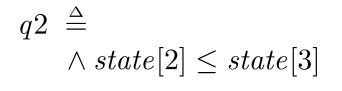 q2 ≜
∧ state[2] ≤ state[3]